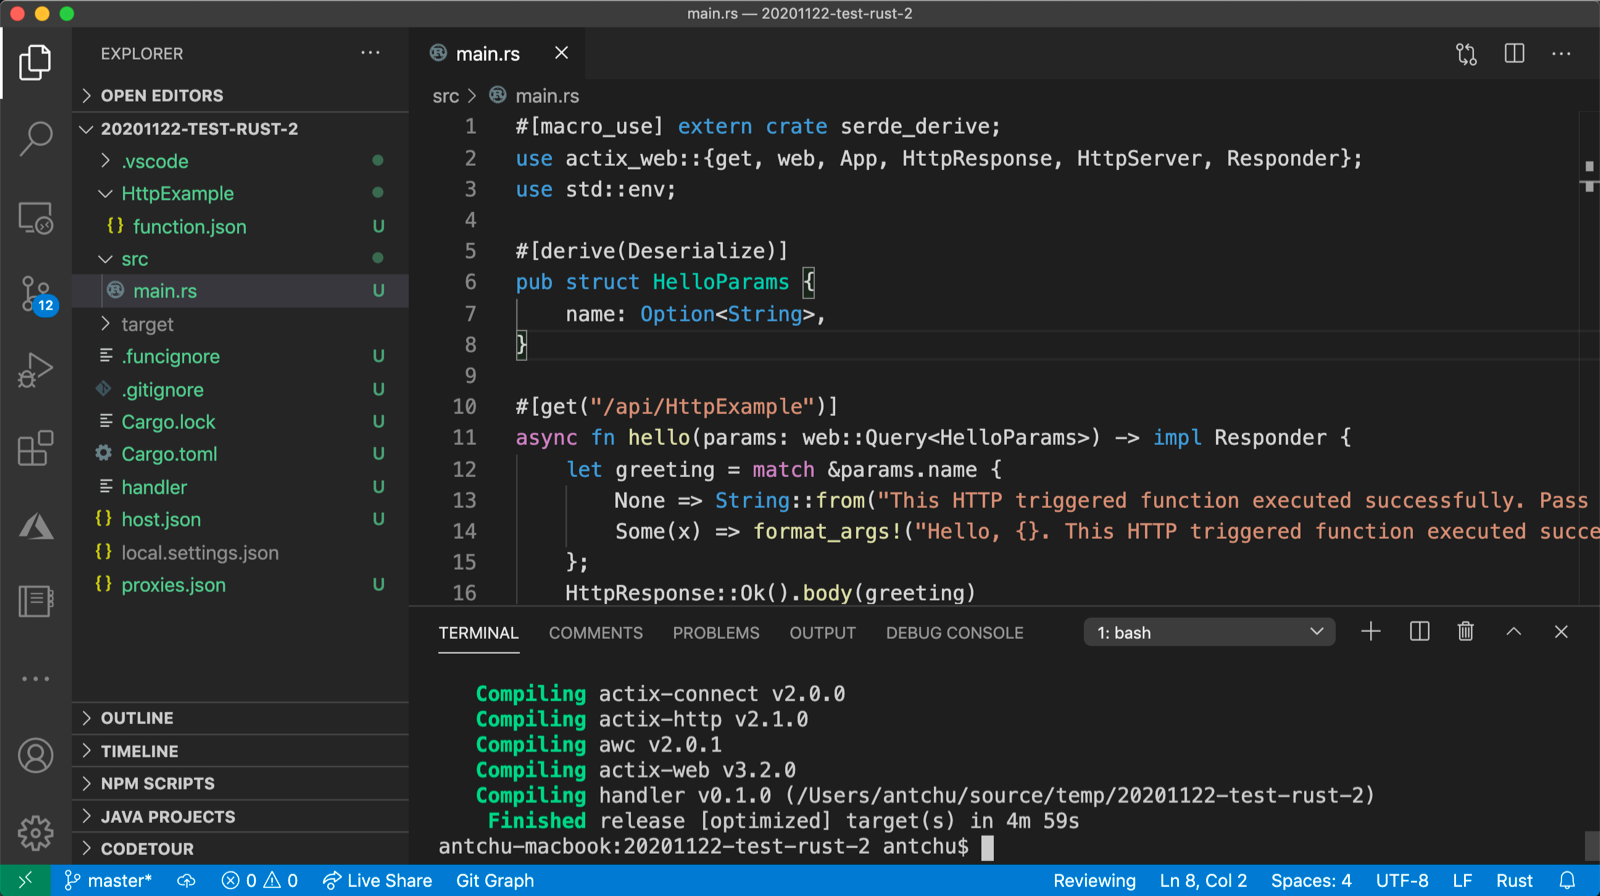 main.rs — 20201122-test-rust-2
EXPLORER
OPEN EDITORS
20201122-TEST-RUST-2
.vscode
HttpExample
{} function.json U
src
main.rs U
target
.funcignore U
.gitignore U
Cargo.lock U
Cargo.toml U
handler U
{} host.json U
{} local.settings.json
{} proxies.json U
OUTLINE
TIMELINE
NPM SCRIPTS
JAVA PROJECTS
CODETOUR
12
main.rs
src > main.rs
1 #[macro_use] extern crate serde_derive;
2 use actix_web::{get, web, App, HttpResponse, HttpServer, Responder};
3 use std::env;
4
5 #[derive(Deserialize)]
6 pub struct HelloParams {
7 name: Option<String>,
8 }
9
10 #[get("/api/HttpExample")]
11 async fn hello(params: web::Query<HelloParams>) -> impl Responder {
12 let greeting = match &params.name {
13 None => String::from("This HTTP triggered function executed successfully. Pass
14 Some(x) => format_args!("Hello, {}. This HTTP triggered function executed succe
15 };
16 HttpResponse::Ok().body(greeting)
TERMINAL COMMENTS PROBLEMS OUTPUT DEBUG CONSOLE 1: bash
Compiling actix-connect v2.0.0
Compiling actix-http v2.1.0
Compiling awc v2.0.1
Compiling actix-web v3.2.0
Compiling handler v0.1.0 (/Users/antchu/source/temp/20201122-test-rust-2)
Finished release [optimized] target(s) in 4m 59s
antchu-macbook:20201122-test-rust-2 antchu$
master* 0 0 Live Share Git Graph Reviewing Ln 8, Col 2 Spaces: 4 UTF-8 LF Rust